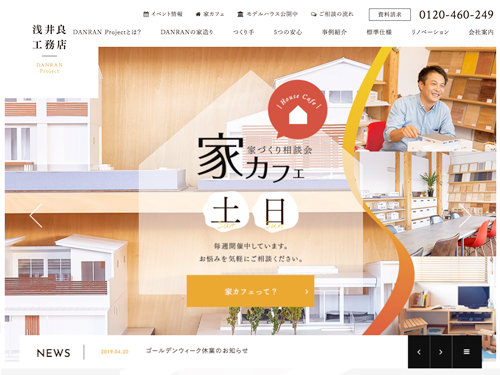 イベント情報 家カフェ モデルハウス公開中 ご相談の流れ 資料請求 0120-460-249
浅井良
工務店
DANRAN
Project
DANRAN Projectとは? DANRANの家造り つくり手 5つの安心 事例紹介 標準仕様 リノベーション 会社案内
House Cafe
家づくり相談会
家カフェ
土日
毎週開催中しています。
お悩みを気軽にご相談ください。
家カフェって?
NEWS 2019.04.20 ゴールデンウィーク休業のお知らせ